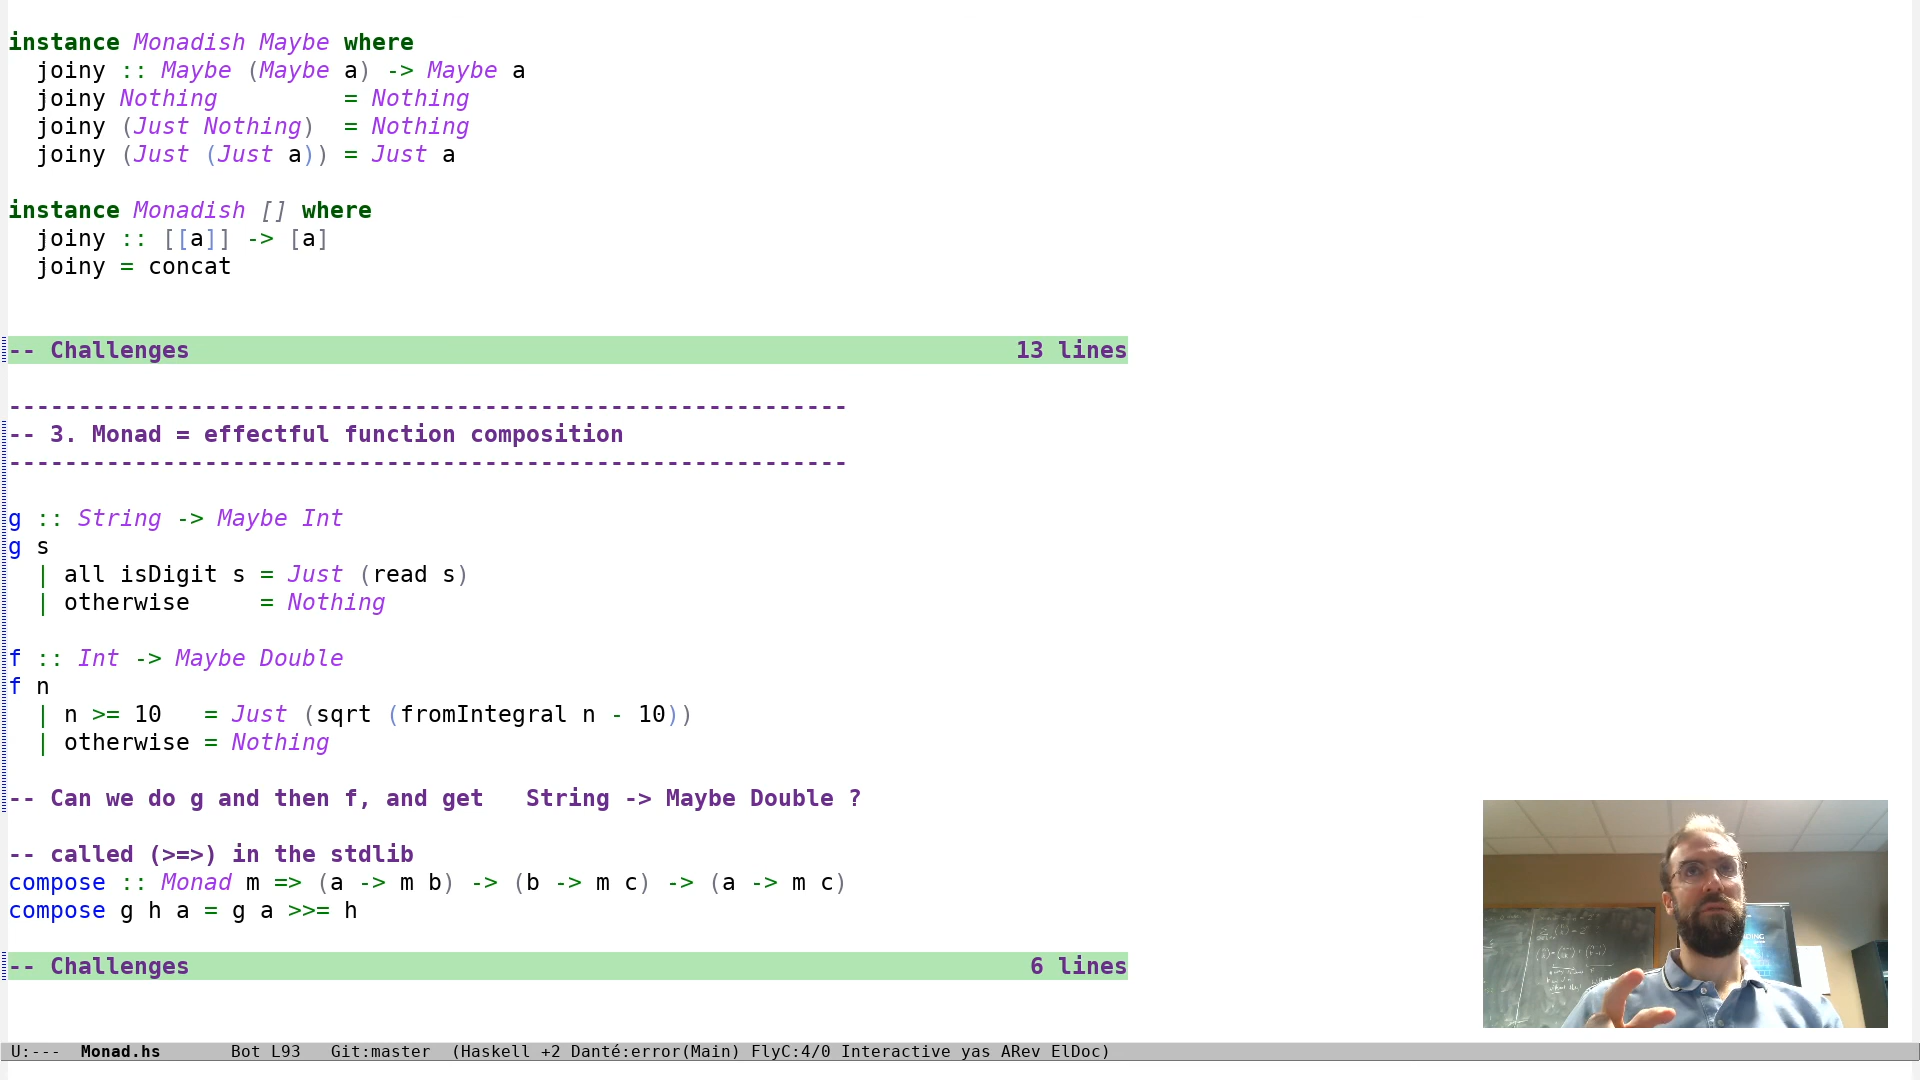 instance Monadish Maybe where
  joiny :: Maybe (Maybe a) -> Maybe a
  joiny Nothing         = Nothing
  joiny (Just Nothing)  = Nothing
  joiny (Just (Just a)) = Just a
instance Monadish [] where
  joiny :: [[a]] -> [a]
  joiny = concat
-- Challenges 13 lines
------------------------------------------------------------
-- 3. Monad = effectful function composition
------------------------------------------------------------
g :: String -> Maybe Int
g s
  | all isDigit s = Just (read s)
  | otherwise     = Nothing
f :: Int -> Maybe Double
f n
  | n >= 10   = Just (sqrt (fromIntegral n - 10))
  | otherwise = Nothing
-- Can we do g and then f, and get   String -> Maybe Double ?
-- called (>=>) in the stdlib
compose :: Monad m => (a -> m b) -> (b -> m c) -> (a -> m c)
compose g h a = g a >>= h
-- Challenges 6 lines
U:--- Monad.hs Bot L93 Git:master (Haskell +2 Danté:error(Main) FlyC:4/0 Interactive yas ARev ElDoc)